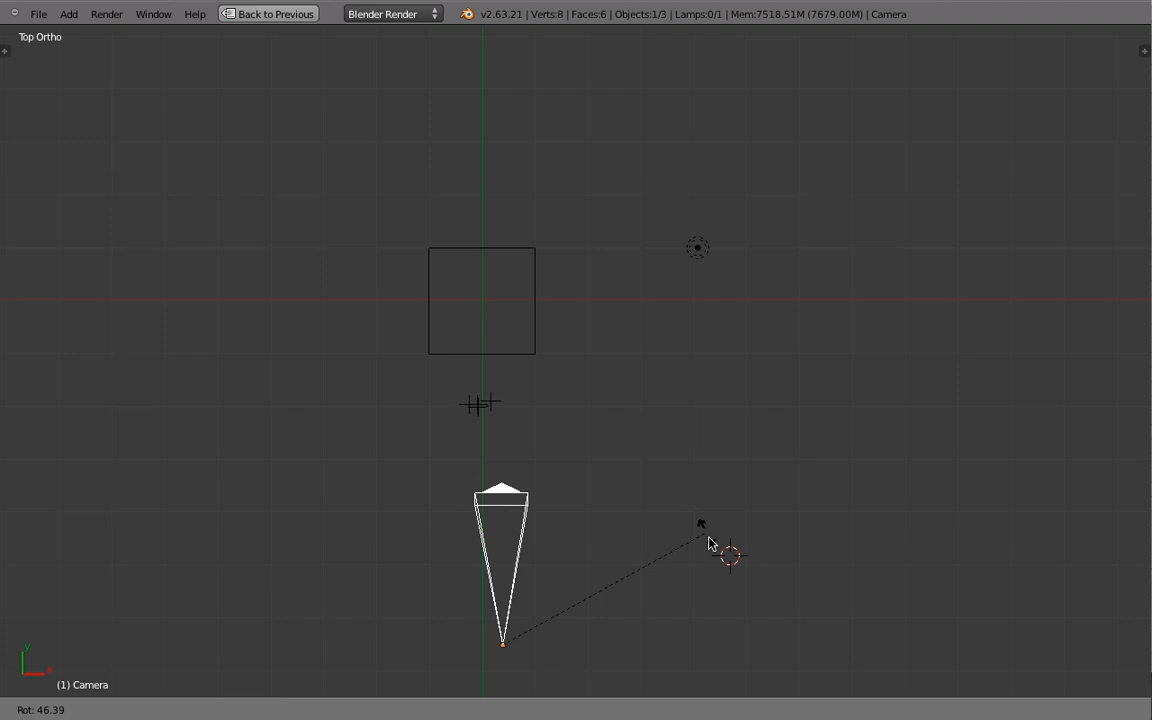 File Add Render Window Help Back to Previous Blender Render v2.63.21 | Verts:8 | Faces:6 | Objects:1/3 | Lamps:0/1 | Mem:7518.51M (7679.00M) | Camera
Top Ortho
y
x
(1) Camera
Rot: 46.39